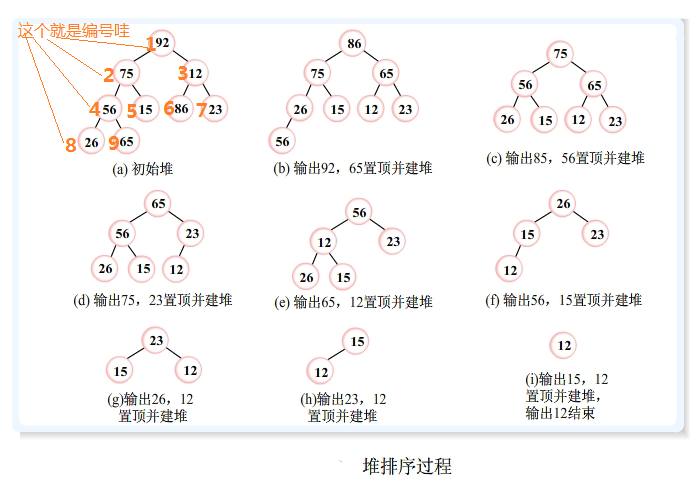 这个就是编号哇
1 92
2 75
3 12
4 56
5 15
6 86
7 23
8 26
9 65
(a) 初始堆
86
75 65
26 15 12 23
56
(b) 输出92，65置顶并建堆
75
56 65
26 15 12 23
(c) 输出85，56置顶并建堆
65
56 23
26 15 12
(d) 输出75，23置顶并建堆
56
12 23
26 15
(e) 输出65，12置顶并建堆
26
15 23
12
(f) 输出56，15置顶并建堆
23
15 12
(g)输出26，12
置顶并建堆
15
12
(h)输出23，12
置顶并建堆
12
(i)输出15，12
置顶并建堆，
输出12结束
堆排序过程